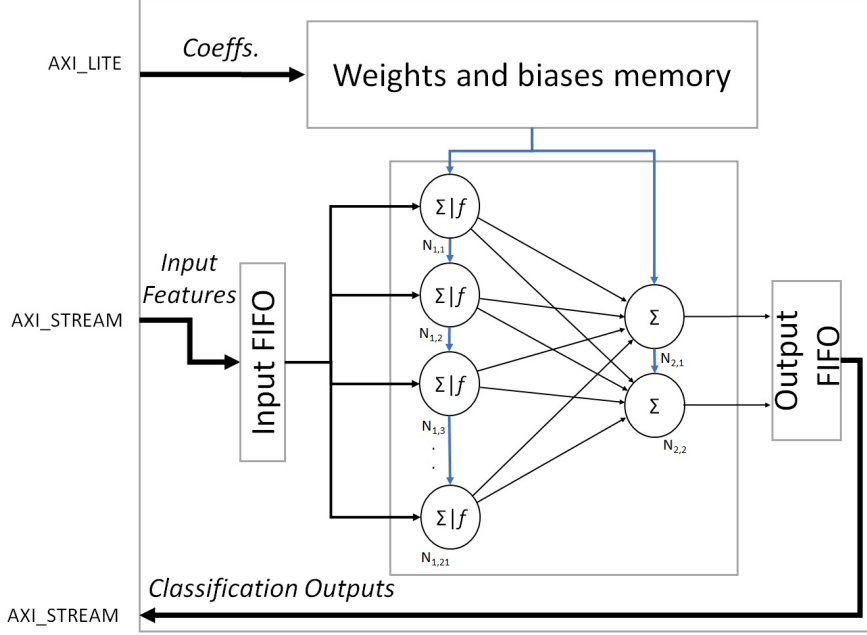 Coeffs.
AXI_LITE
Weights and biases memory
Σ|f
N1,1
Input
Features
AXI_STREAM
Input FIFO
Σ|f
N1,2
Σ
N2,1
Output
FIFO
Σ|f
N1,3
.
.
Σ
N2,2
Σ|f
N1,21
Classification Outputs
AXI_STREAM